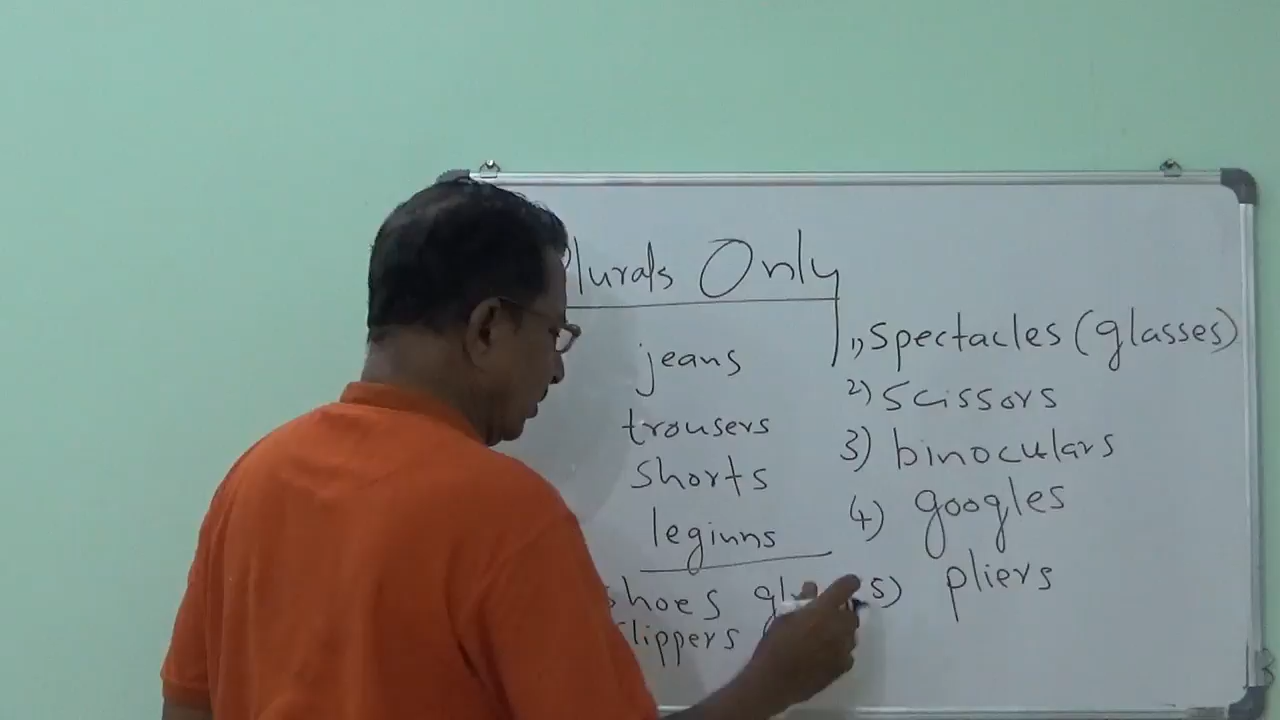 Plurals Only
jeans
trousers
shorts
leginns
shoes
slippers
1) spectacles (glasses)
2) scissors
3) binoculars
4) googles
5) pliers